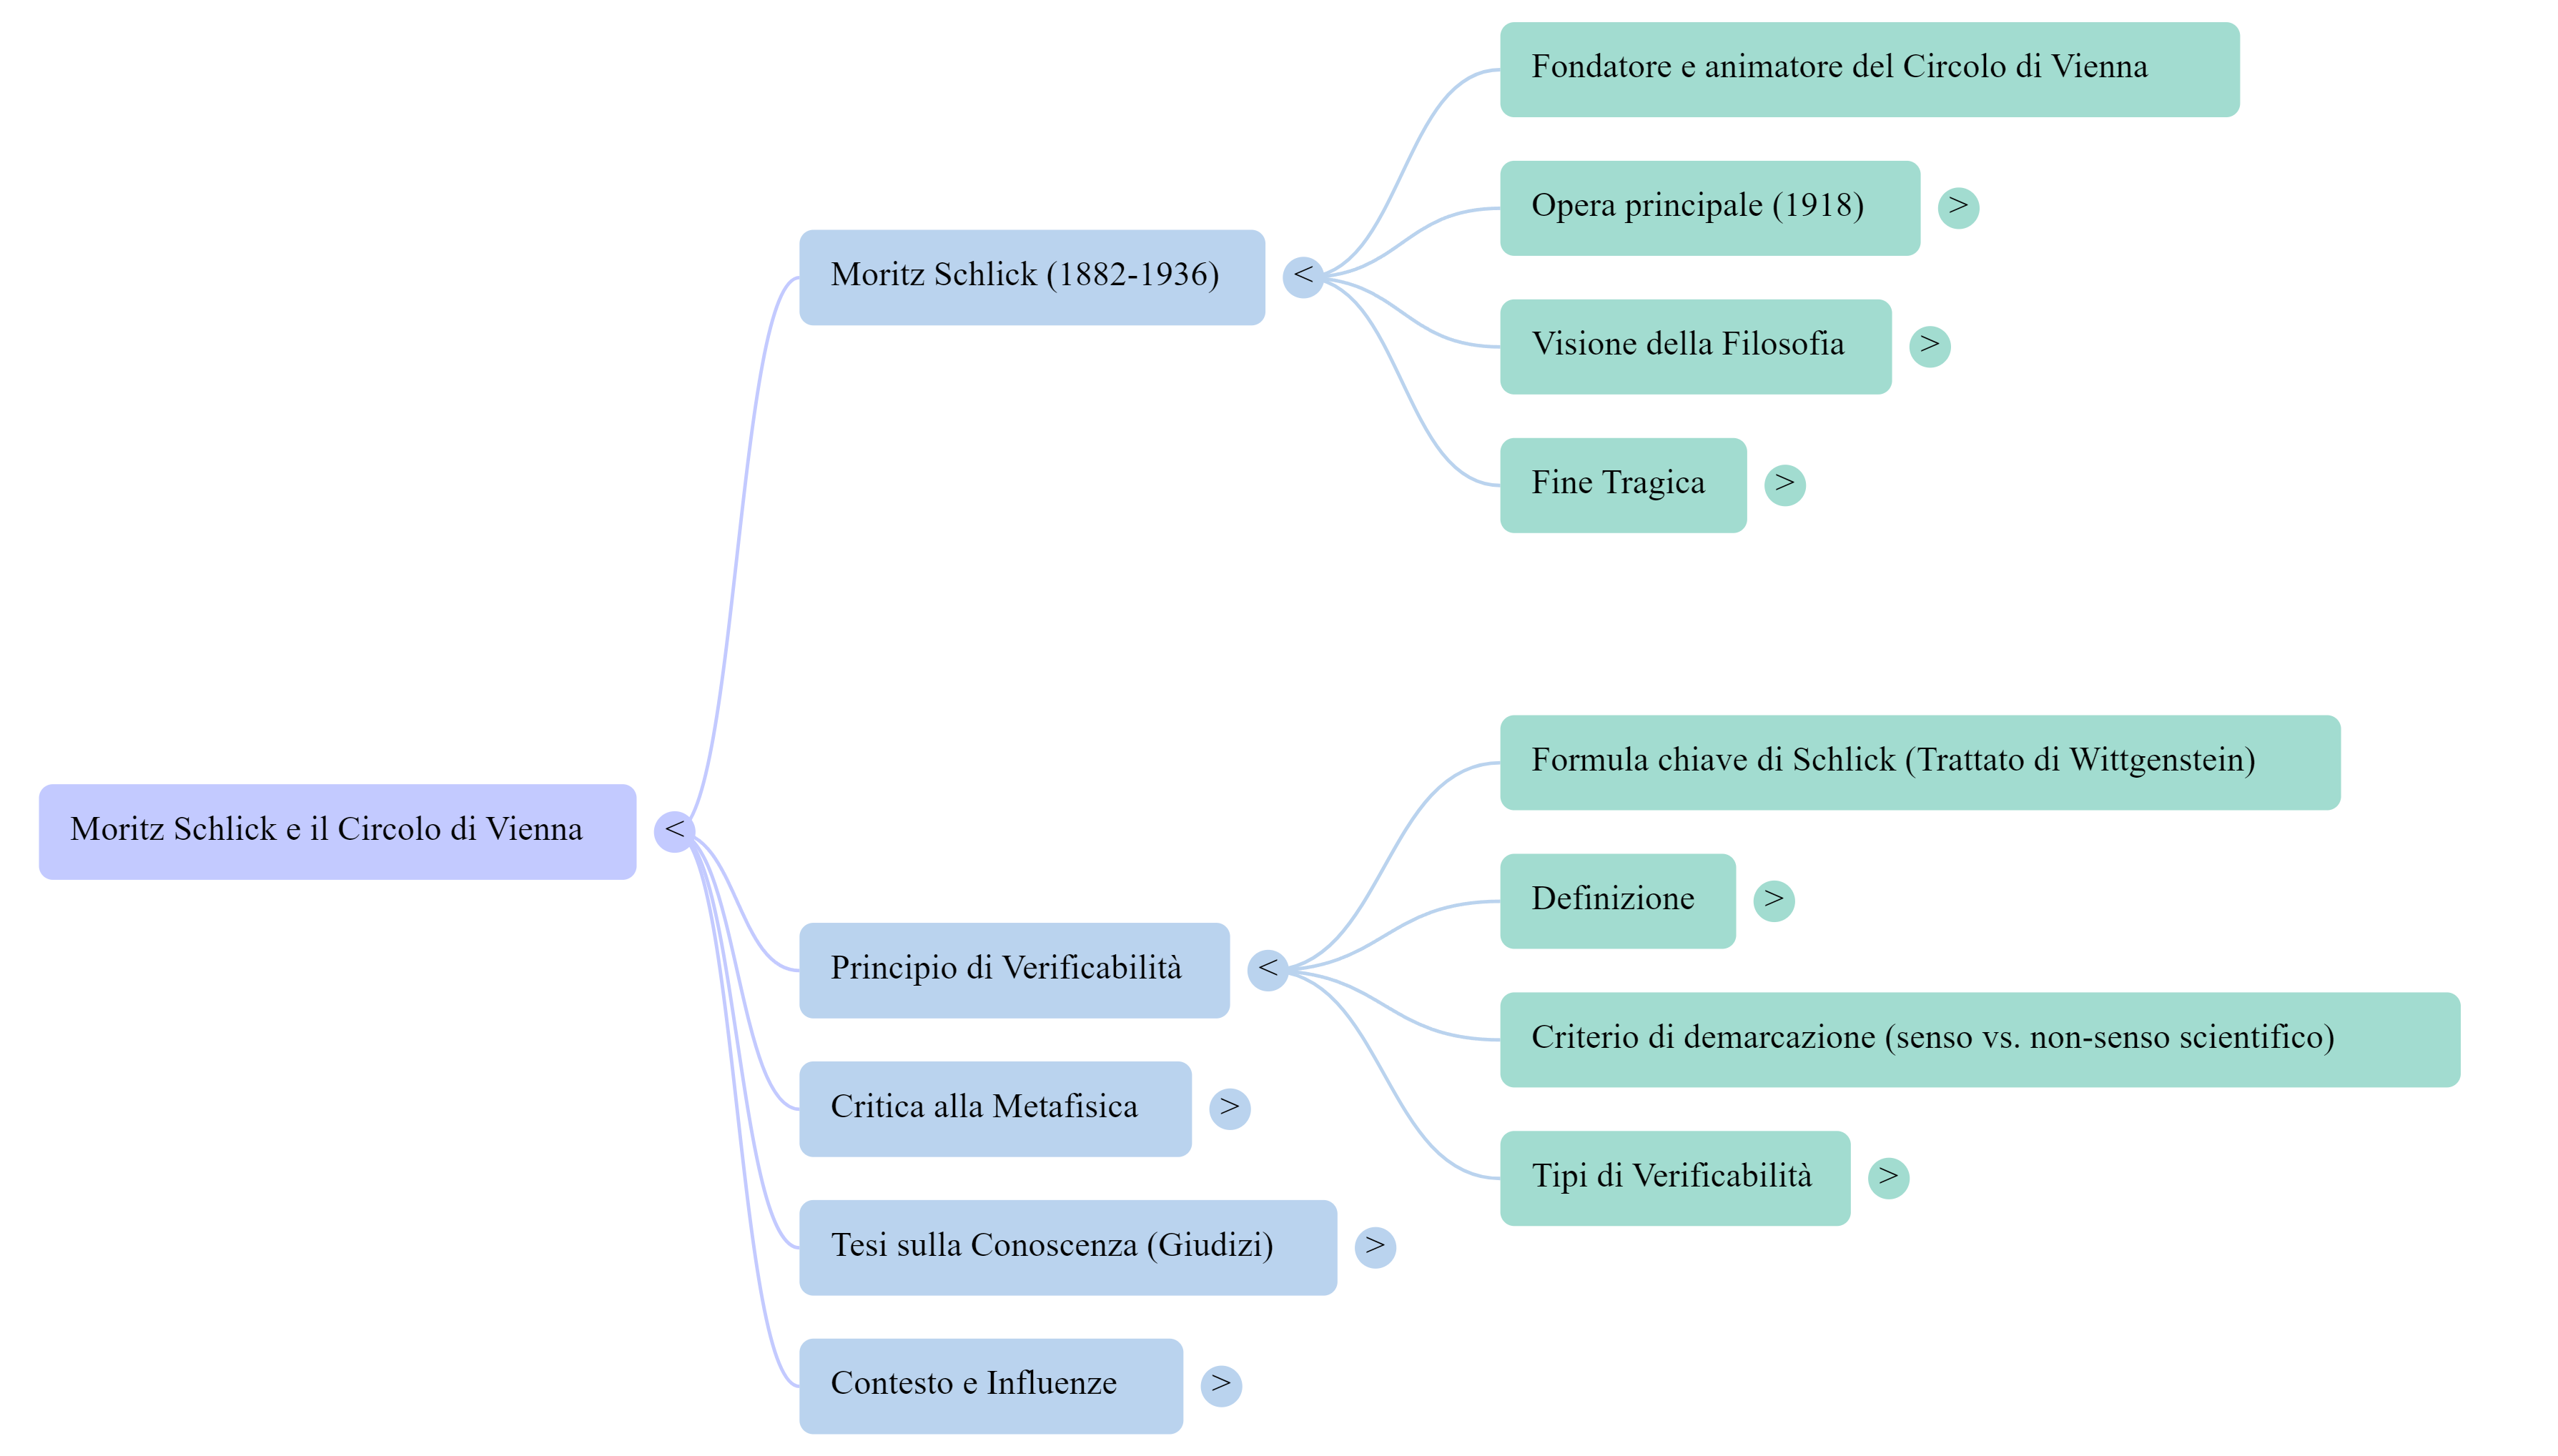 Moritz Schlick e il Circolo di Vienna
<
Moritz Schlick (1882-1936)
<
Fondatore e animatore del Circolo di Vienna
Opera principale (1918)
>
Visione della Filosofia
>
Fine Tragica
>
Principio di Verificabilità
<
Formula chiave di Schlick (Trattato di Wittgenstein)
Definizione
>
Criterio di demarcazione (senso vs. non-senso scientifico)
Tipi di Verificabilità
>
Critica alla Metafisica
>
Tesi sulla Conoscenza (Giudizi)
>
Contesto e Influenze
>